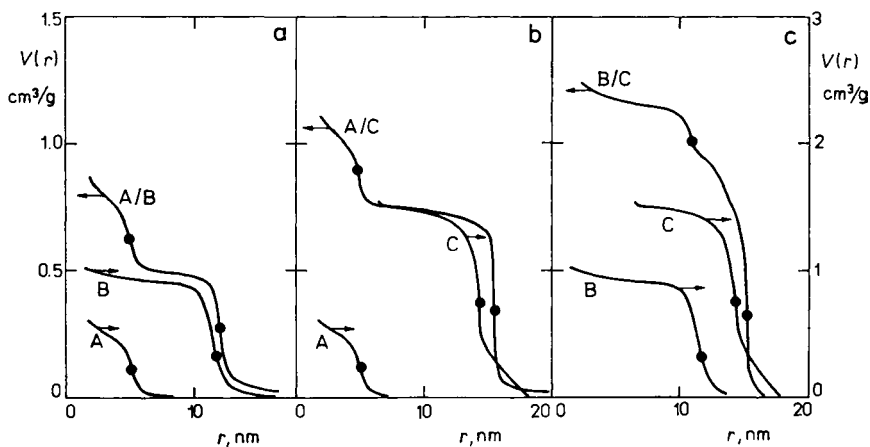 1.5 a b c 3
V(r) V(r)
cm³/g cm³/g
B/C
A/C
1.0 2
A/B
C
C
0.5 1
B
B
A A
0 0
0 10 0 10 0 10 20
r, nm r, nm r, nm